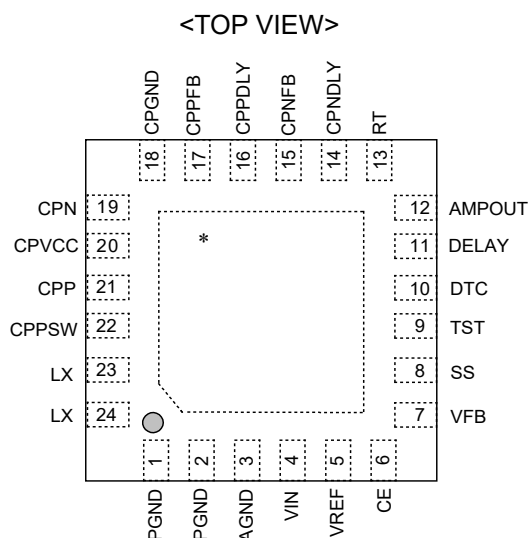 <TOP VIEW>
CPGND
CPPFB
CPPDLY
CPNFB
CPNDLY
RT
18
17
16
15
14
13
CPN 19
CPVCC 20
CPP 21
CPPSW 22
LX 23
LX 24
*
12 AMPOUT
11 DELAY
10 DTC
9 TST
8 SS
7 VFB
1
2
3
4
5
6
PGND
PGND
AGND
VIN
VREF
CE